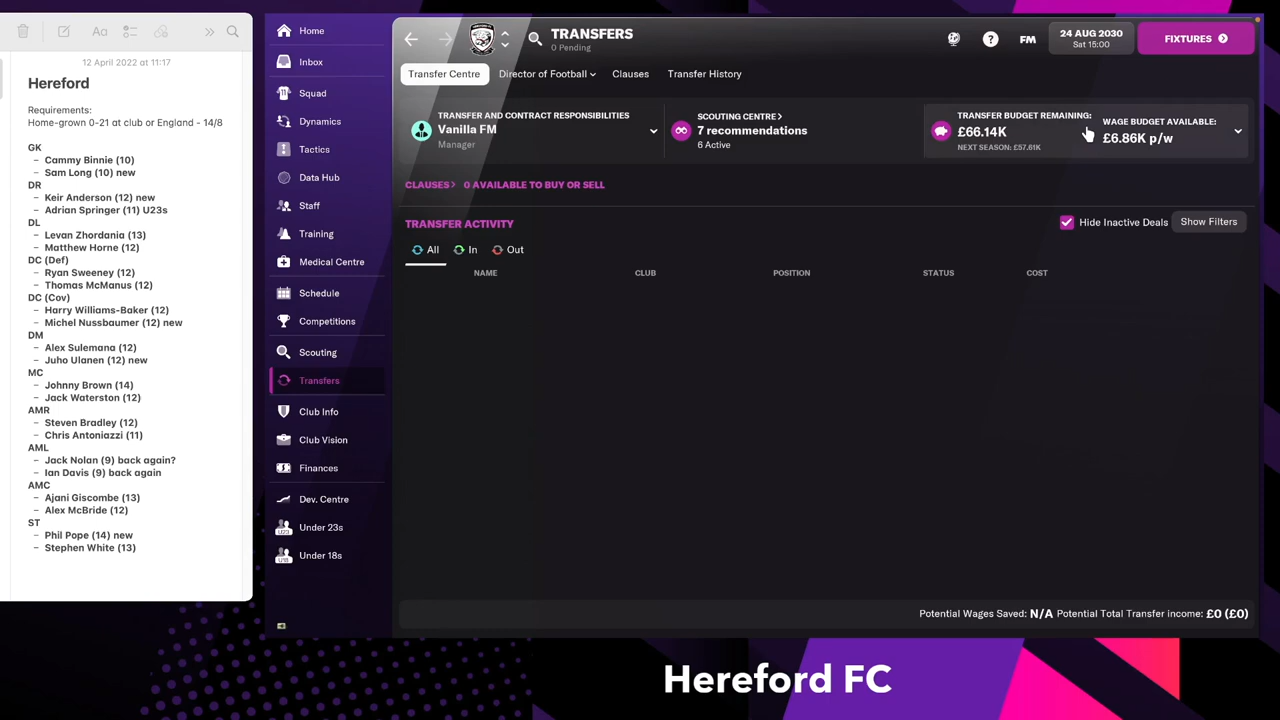 12 April 2022 at 11:17
Hereford
Requirements:
Home-grown 0-21 at club or England - 14/8
GK
- Cammy Binnie (10)
- Sam Long (10) new
DR
- Keir Anderson (12) new
- Adrian Springer (11) U23s
DL
- Levan Zhordania (13)
- Matthew Horne (12)
DC (Def)
- Ryan Sweeney (12)
- Thomas McManus (12)
DC (Cov)
- Harry Williams-Baker (12)
- Michel Nussbaumer (12) new
DM
- Alex Sulemana (12)
- Juho Ulanen (12) new
MC
- Johnny Brown (14)
- Jack Waterston (12)
AMR
- Steven Bradley (12)
- Chris Antoniazzi (11)
AML
- Jack Nolan (9) back again?
- Ian Davis (9) back again
AMC
- Ajani Giscombe (13)
- Alex McBride (12)
ST
- Phil Pope (14) new
- Stephen White (13)
Home
Inbox
Squad
Dynamics
Tactics
Data Hub
Staff
Training
Medical Centre
Schedule
Competitions
Scouting
Transfers
Club Info
Club Vision
Finances
Dev. Centre
Under 23s
Under 18s
TRANSFERS
0 Pending
FM
24 AUG 2030
Sat 15:00
FIXTURES
Transfer Centre
Director of Football
Clauses
Transfer History
TRANSFER AND CONTRACT RESPONSIBILITIES
Vanilla FM
Manager
SCOUTING CENTRE >
7 recommendations
6 Active
TRANSFER BUDGET REMAINING:
£66.14K
NEXT SEASON: £57.61K
WAGE BUDGET AVAILABLE:
£6.86K p/w
CLAUSES > 0 AVAILABLE TO BUY OR SELL
TRANSFER ACTIVITY
Hide Inactive Deals
Show Filters
All
In
Out
NAME
CLUB
POSITION
STATUS
COST
Potential Wages Saved: N/A Potential Total Transfer income: £0 (£0)
Hereford FC